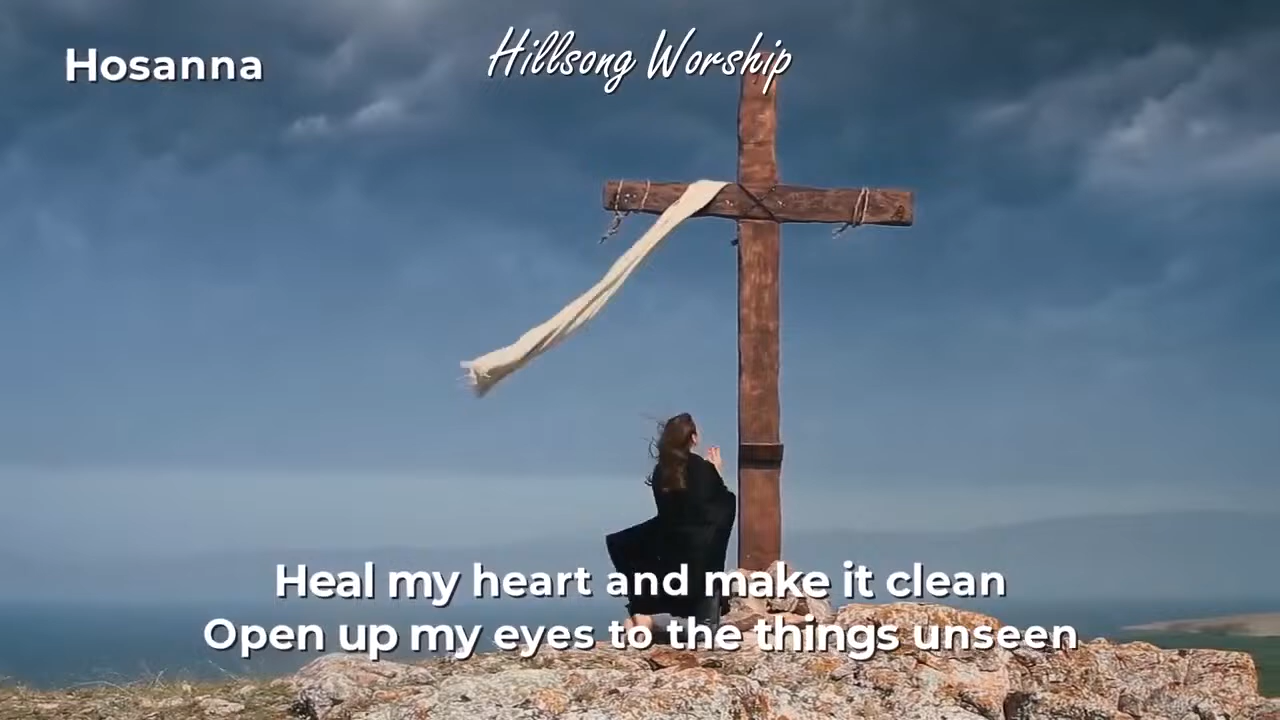 Hosanna
Hillsong Worship
Heal my heart and make it clean
Open up my eyes to the things unseen